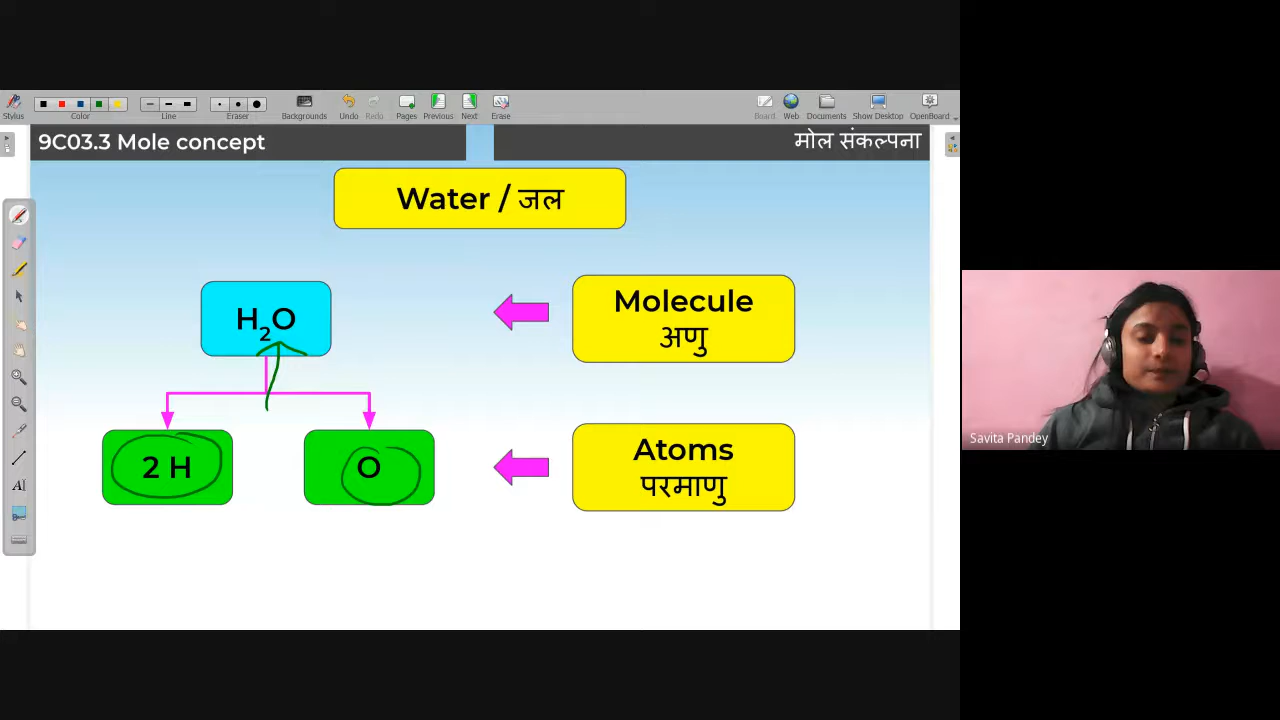 Stylus
Color
Line
Eraser
Backgrounds
Undo
Redo
Pages
Previous
Next
Erase
Board
Web
Documents
Show Desktop
OpenBoard
9C03.3 Mole concept
मोल संकल्पना
Water / जल
H₂O
Molecule
अणु
2 H
O
Atoms
परमाणु
AI
Savita Pandey